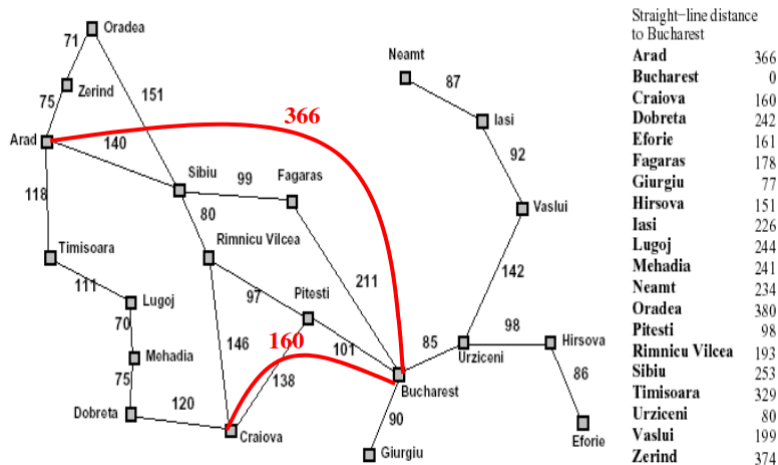 Oradea
71
Zerind
75
151
366
Arad
140
118
Sibiu
99
Fagaras
80
Timisoara
Rimnicu Vilcea
111
Lugoj
97
Pitesti
211
70
146
160
101
Mehadia
75
138
Dobreta
120
Craiova
Bucharest
90
Giurgiu
Neamt
87
Iasi
92
Vaslui
142
85
98
Urziceni
Hirsova
86
Eforie
Straight−line distance
to Bucharest
Arad 366
Bucharest 0
Craiova 160
Dobreta 242
Eforie 161
Fagaras 178
Giurgiu 77
Hirsova 151
Iasi 226
Lugoj 244
Mehadia 241
Neamt 234
Oradea 380
Pitesti 98
Rimnicu Vilcea 193
Sibiu 253
Timisoara 329
Urziceni 80
Vaslui 199
Zerind 374